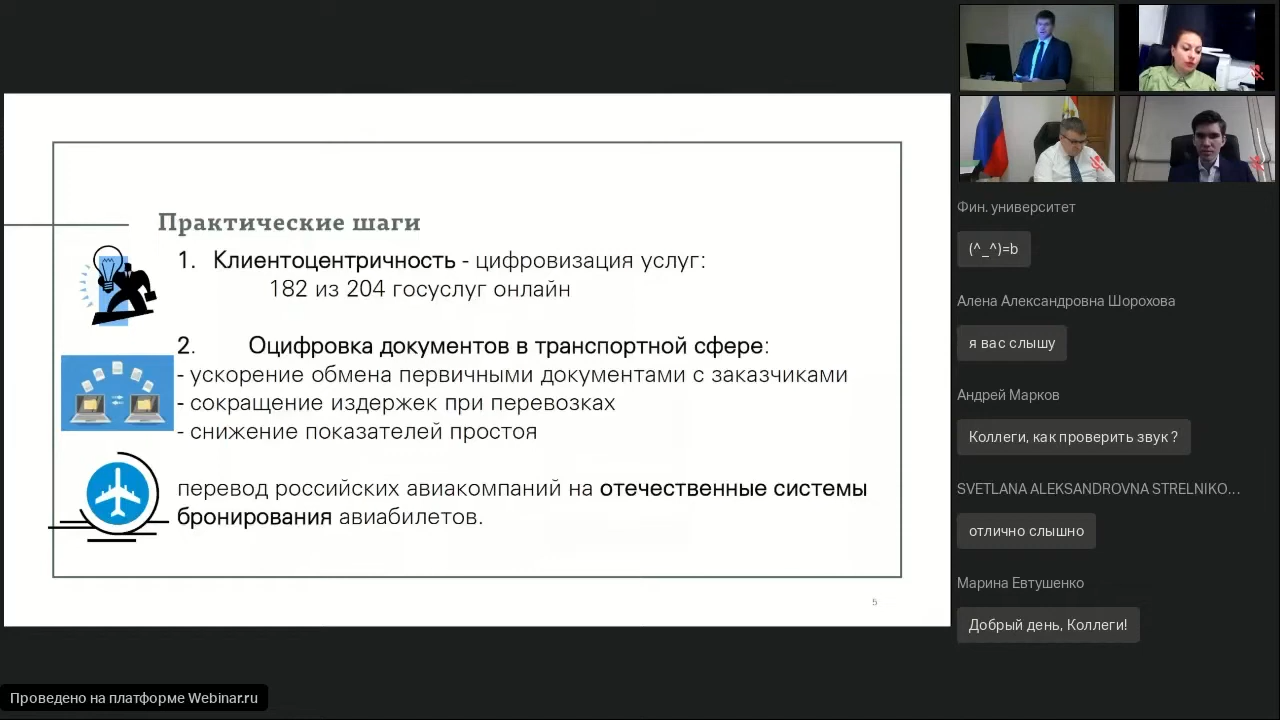 Практические шаги
1. Клиентоцентричность - цифровизация услуг:
182 из 204 госуслуг онлайн
2. Оцифровка документов в транспортной сфере:
- ускорение обмена первичными документами с заказчиками
- сокращение издержек при перевозках
- снижение показателей простоя
перевод российских авиакомпаний на отечественные системы
бронирования авиабилетов.
5
Фин. университет
(^_^)=b
Алена Александровна Шорохова
я вас слышу
Андрей Марков
Коллеги, как проверить звук ?
SVETLANA ALEKSANDROVNA STRELNIKO...
отлично слышно
Марина Евтушенко
Добрый день, Коллеги!
Проведено на платформе Webinar.ru